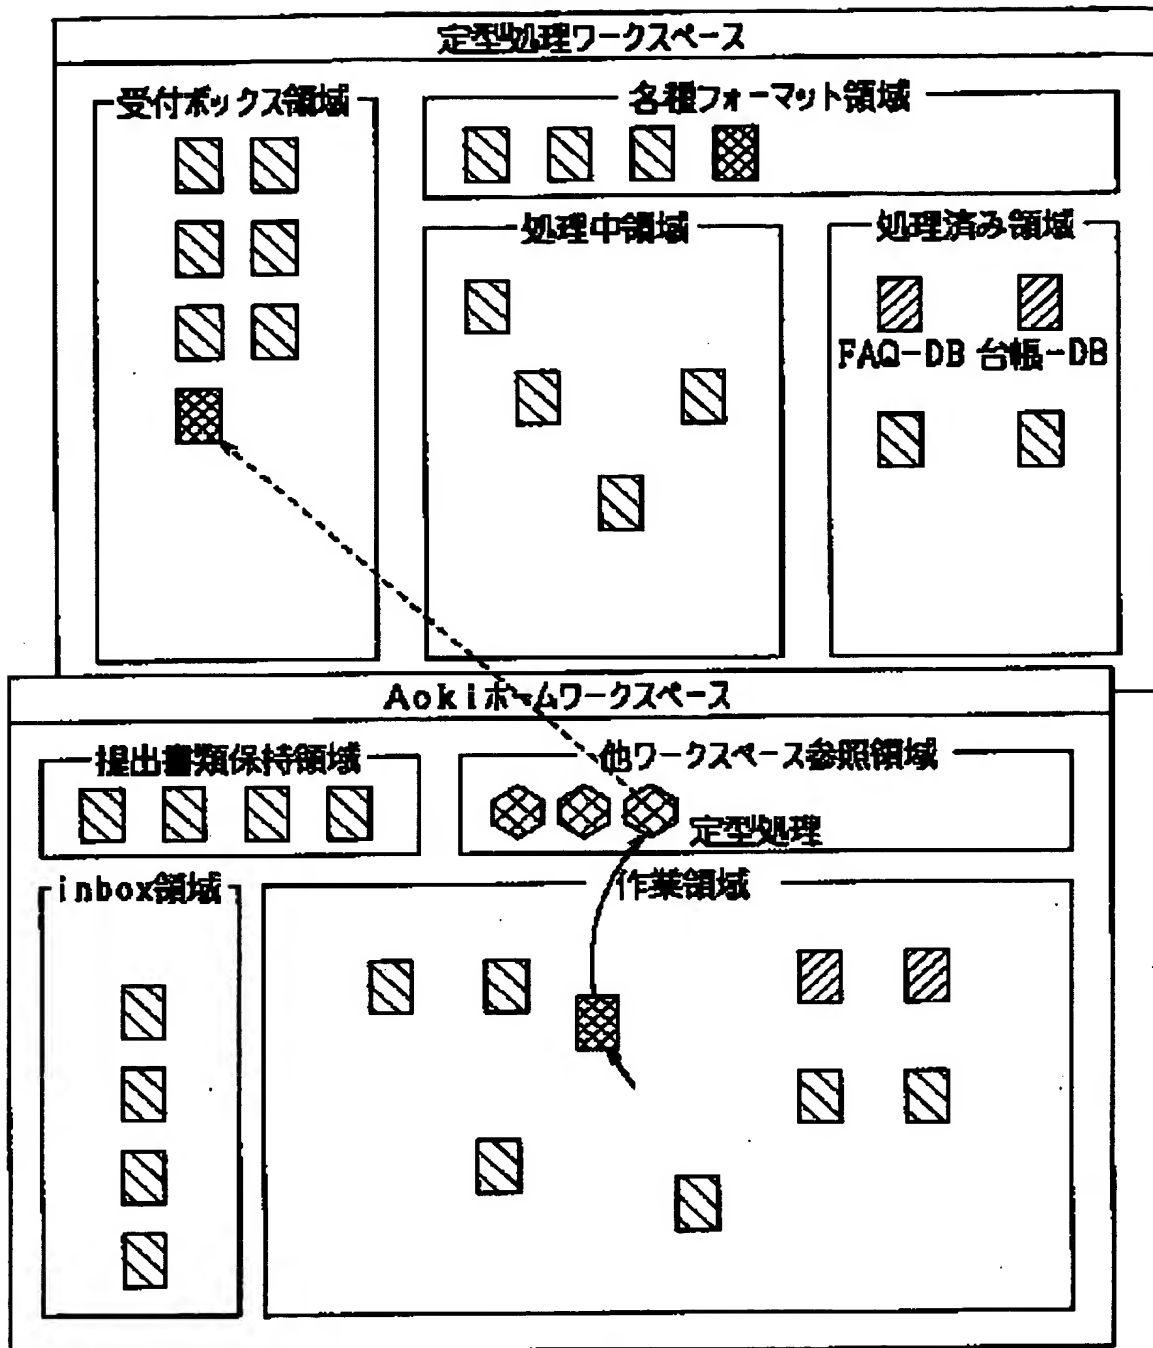 定型処理ワークスペース
受付ボックス領域
各種フォーマット領域
処理中領域
処理済み領域
FAQ-DB 台帳-DB
Aokiホームワークスペース
提出書類保持領域
他ワークスペース参照領域
定型処理
inbox領域
作業領域